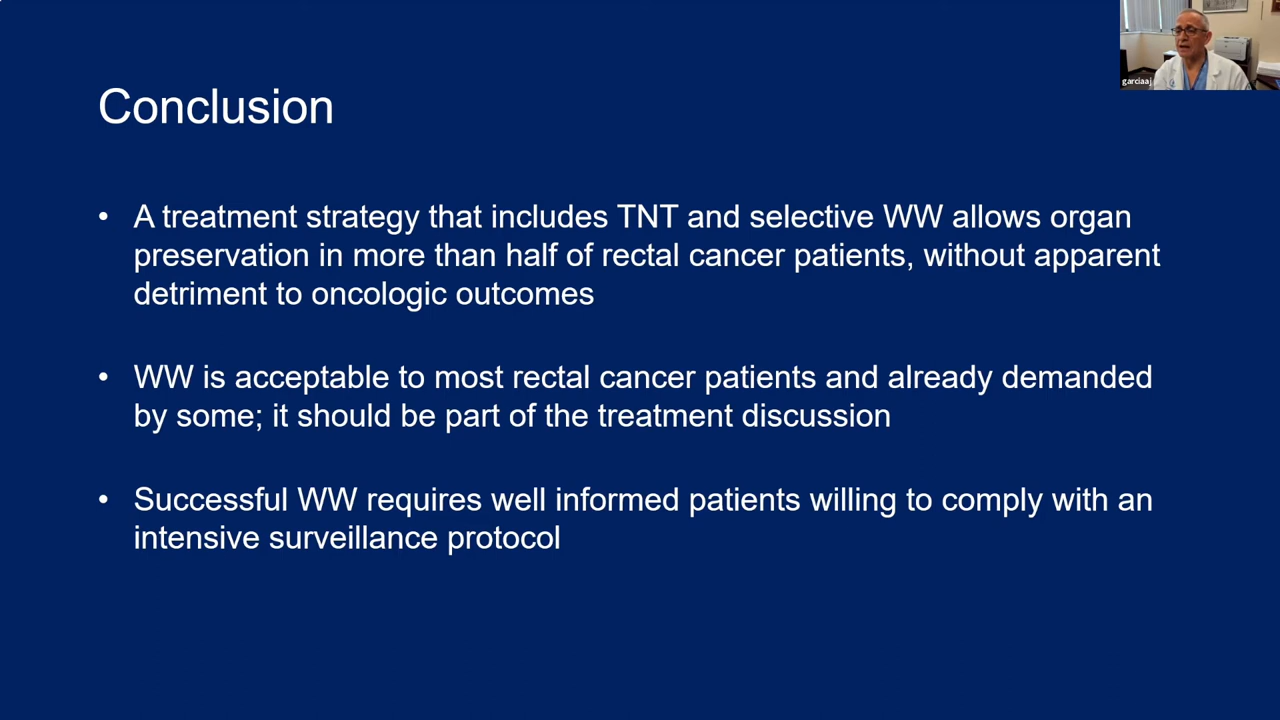 garciaaj
Conclusion
• A treatment strategy that includes TNT and selective WW allows organ
preservation in more than half of rectal cancer patients, without apparent
detriment to oncologic outcomes
• WW is acceptable to most rectal cancer patients and already demanded
by some; it should be part of the treatment discussion
• Successful WW requires well informed patients willing to comply with an
intensive surveillance protocol